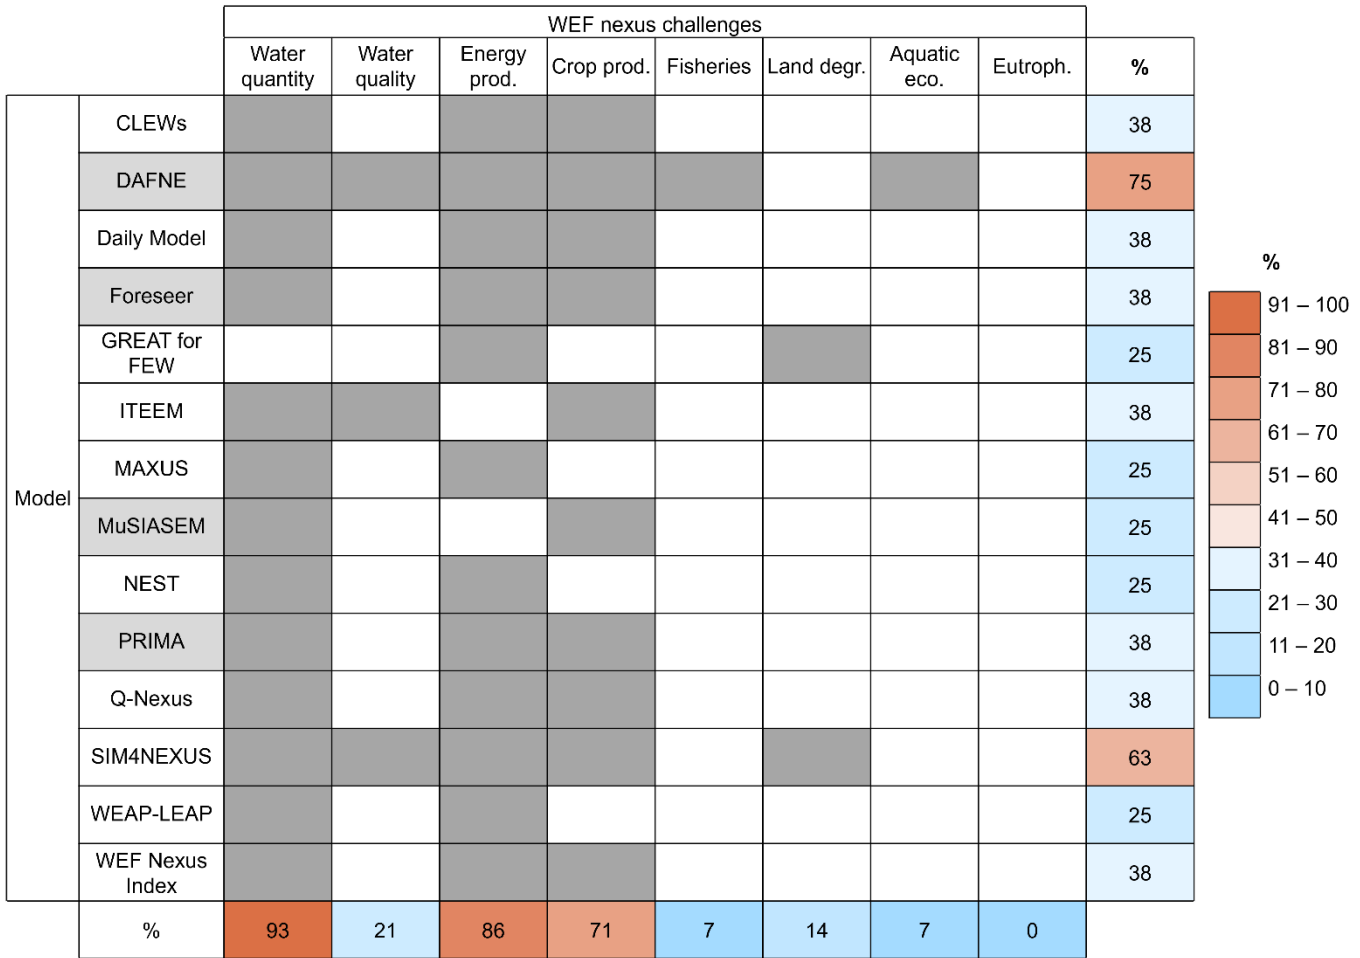 WEF nexus challenges
Water quantity
Water quality
Energy prod.
Crop prod.
Fisheries
Land degr.
Aquatic eco.
Eutroph.
%
Model
CLEWs
38
DAFNE
75
Daily Model
38
Foreseer
38
GREAT for FEW
25
ITEEM
38
MAXUS
25
MuSIASEM
25
NEST
25
PRIMA
38
Q-Nexus
38
SIM4NEXUS
63
WEAP-LEAP
25
WEF Nexus Index
38
%
93
21
86
71
7
14
7
0
%
91 – 100
81 – 90
71 – 80
61 – 70
51 – 60
41 – 50
31 – 40
21 – 30
11 – 20
0 – 10